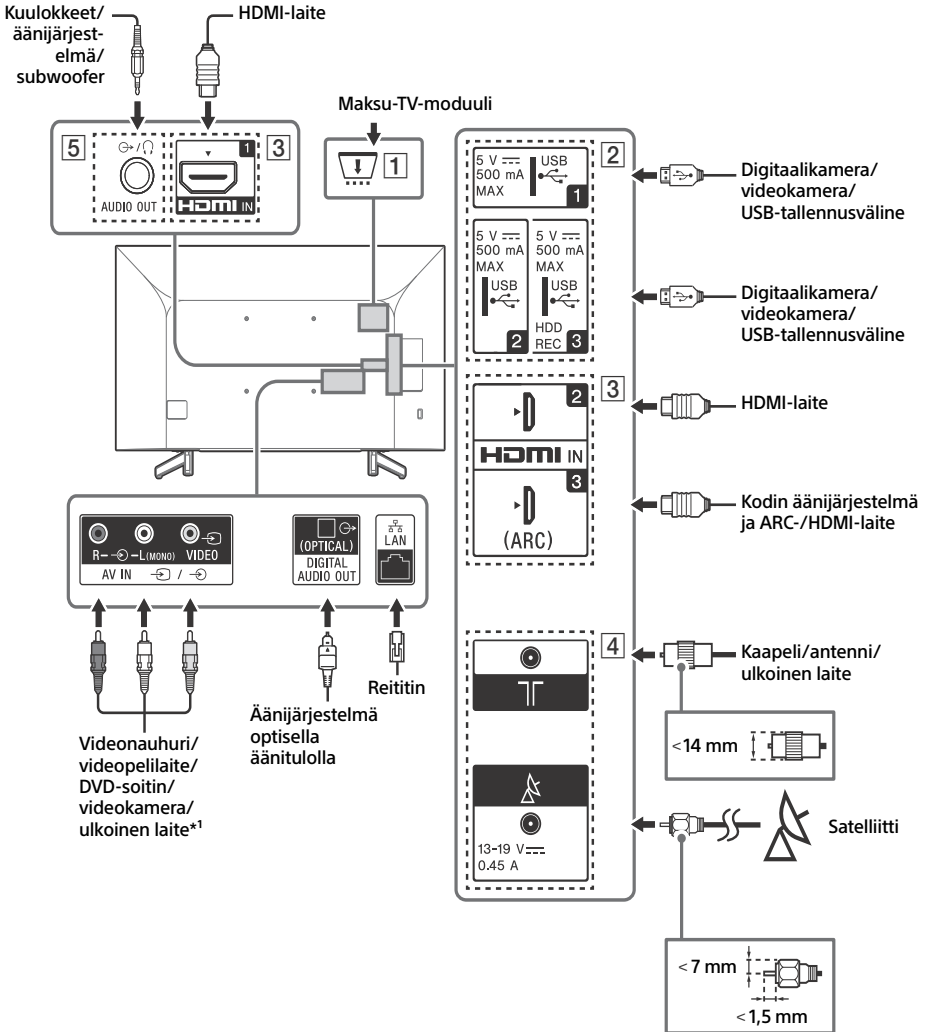 Kuulokkeet/
äänijärjest-
elmä/
subwoofer
HDMI-laite
Maksu-TV-moduuli
5
AUDIO OUT
1
3
HDMI IN
1
5 V
500 mA
MAX
USB
1
2
Digitaalikamera/
videokamera/
USB-tallennusväline
5 V
500 mA
MAX
USB
2
5 V
500 mA
MAX
USB
HDD
REC 3
Digitaalikamera/
videokamera/
USB-tallennusväline
2
3
HDMI IN
HDMI-laite
3
(ARC)
Kodin äänijärjestelmä
ja ARC-/HDMI-laite
R- -L(MONO) VIDEO
AV IN /
(OPTICAL)
DIGITAL
AUDIO OUT
LAN
Videonauhuri/
videopelilaite/
DVD-soitin/
videokamera/
ulkoinen laite*1
Äänijärjestelmä
optisella
äänitulolla
Reititin
4
Kaapeli/antenni/
ulkoinen laite
<14 mm
13-19 V
0.45 A
Satelliitti
<7 mm
<1,5 mm